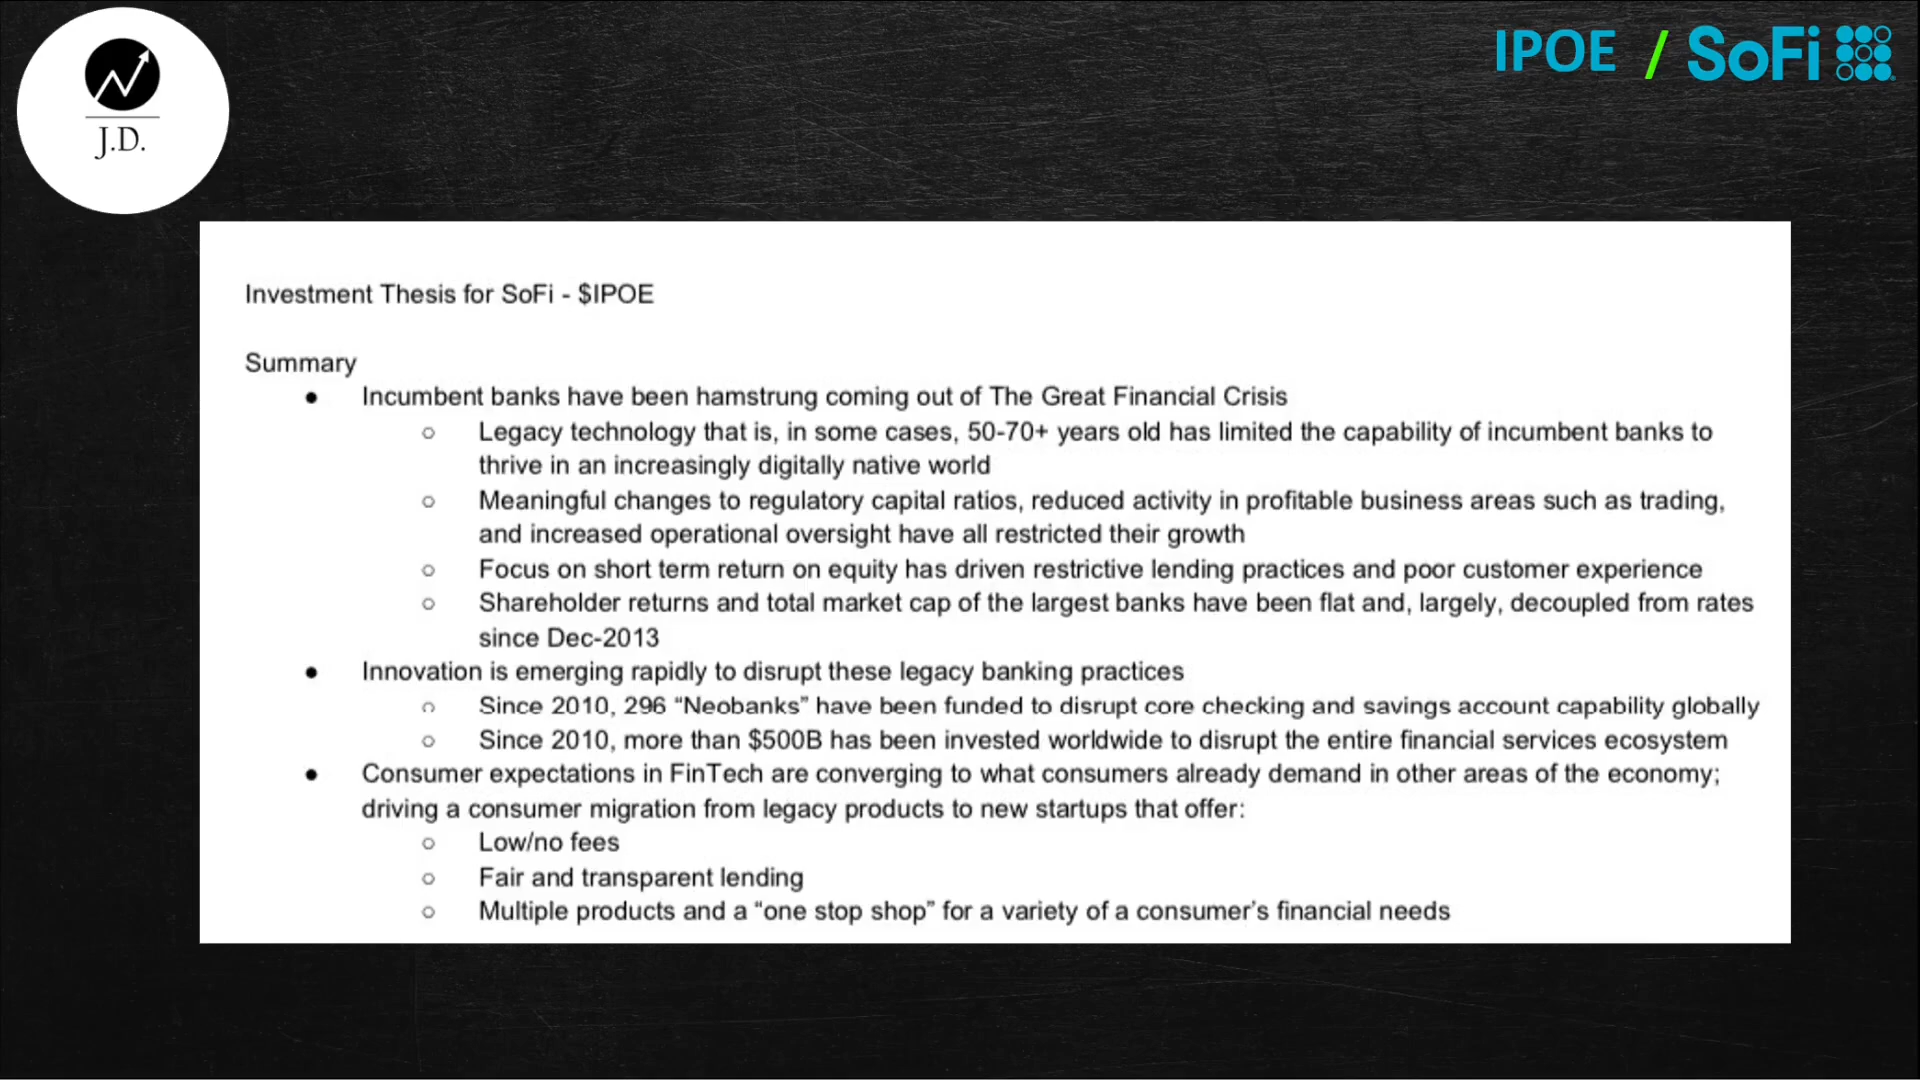 J.D.
IPOE / SoFi
Investment Thesis for SoFi - $IPOE
Summary
● Incumbent banks have been hamstrung coming out of The Great Financial Crisis
○ Legacy technology that is, in some cases, 50-70+ years old has limited the capability of incumbent banks to
thrive in an increasingly digitally native world
○ Meaningful changes to regulatory capital ratios, reduced activity in profitable business areas such as trading,
and increased operational oversight have all restricted their growth
○ Focus on short term return on equity has driven restrictive lending practices and poor customer experience
○ Shareholder returns and total market cap of the largest banks have been flat and, largely, decoupled from rates
since Dec-2013
● Innovation is emerging rapidly to disrupt these legacy banking practices
○ Since 2010, 296 “Neobanks” have been funded to disrupt core checking and savings account capability globally
○ Since 2010, more than $500B has been invested worldwide to disrupt the entire financial services ecosystem
● Consumer expectations in FinTech are converging to what consumers already demand in other areas of the economy;
driving a consumer migration from legacy products to new startups that offer:
○ Low/no fees
○ Fair and transparent lending
○ Multiple products and a “one stop shop” for a variety of a consumer’s financial needs